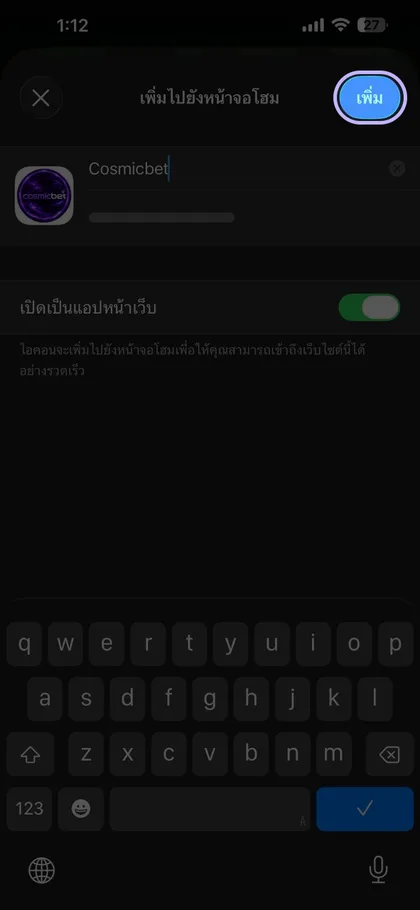 1:12
27
เพิ่มไปยังหน้าจอโฮม
เพิ่ม
cosmicbet
Cosmicbet
เปิดเป็นแอปหน้าเว็บ
ไอคอนจะเพิ่มไปยังหน้าจอโฮมเพื่อให้คุณสามารถเข้าถึงเว็บไซต์นี้ได้
อย่างรวดเร็ว
q w e r t y u i o p
a s d f g h j k l
z x c v b n m
123
A